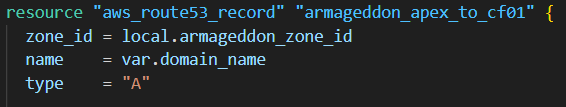 resource "aws_route53_record" "armageddon_apex_to_cf01" {
  zone_id = local.armageddon_zone_id
  name    = var.domain_name
  type    = "A"